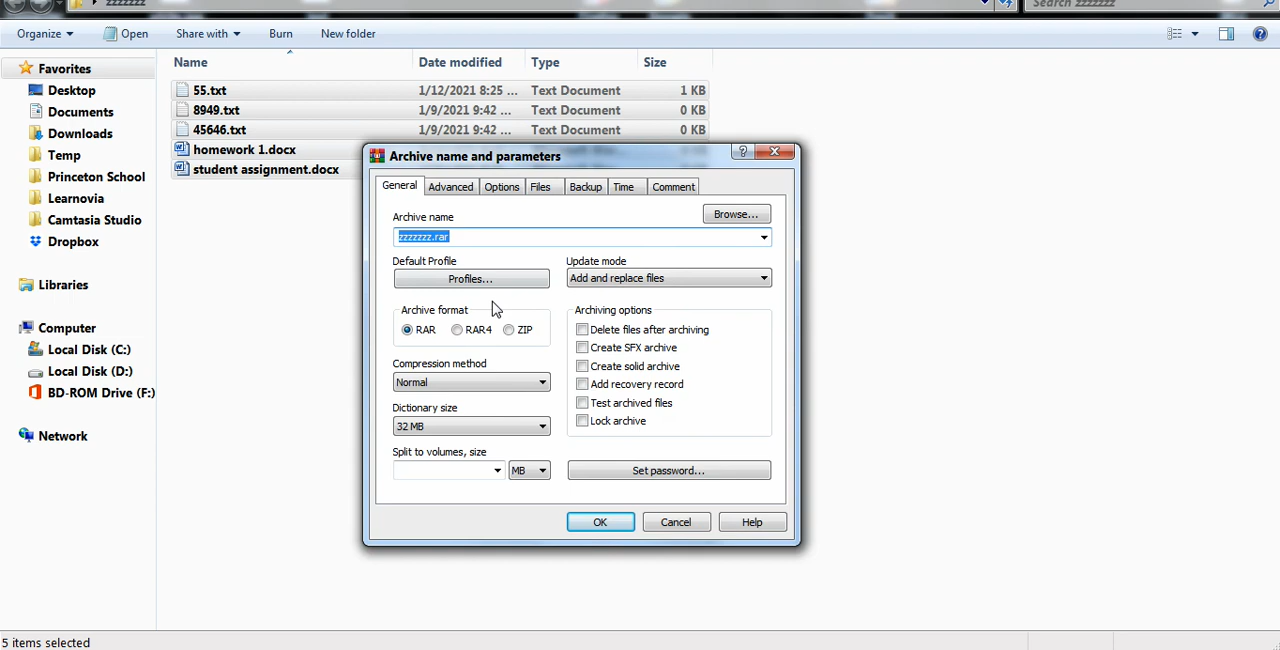 zzzzzzz
Search zzzzzzz
Organize Open Share with Burn New folder
Favorites
Desktop
Documents
Downloads
Temp
Princeton School
Learnovia
Camtasia Studio
Dropbox
Libraries
Computer
Local Disk (C:)
Local Disk (D:)
BD-ROM Drive (F:)
Network
Name Date modified Type Size
55.txt 1/12/2021 8:25 ... Text Document 1 KB
8949.txt 1/9/2021 9:42 ... Text Document 0 KB
45646.txt 1/9/2021 9:42 ... Text Document 0 KB
homework 1.docx
student assignment.docx
Archive name and parameters
General Advanced Options Files Backup Time Comment
Archive name
Browse...
zzzzzzz.rar
Default Profile
Profiles...
Update mode
Add and replace files
Archive format
RAR RAR4 ZIP
Compression method
Normal
Dictionary size
32 MB
Split to volumes, size
MB
Archiving options
Delete files after archiving
Create SFX archive
Create solid archive
Add recovery record
Test archived files
Lock archive
Set password...
OK Cancel Help
5 items selected